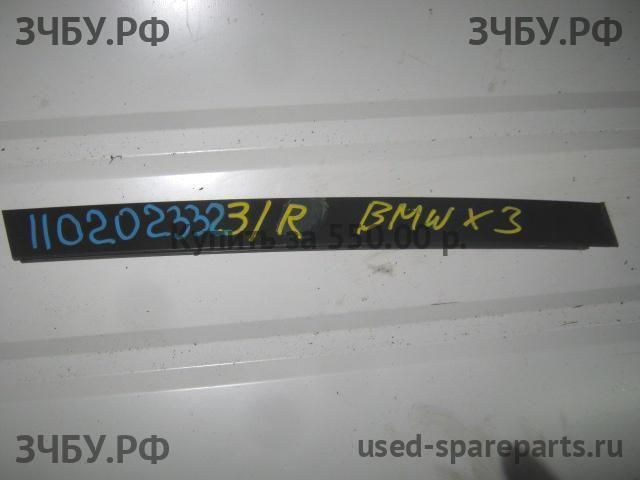 ЗЧБУ.РФ ЗЧБУ.РФ
1102023323/R BMW X3
Купить за 550.00 р.
ЗЧБУ.РФ used-spareparts.ru